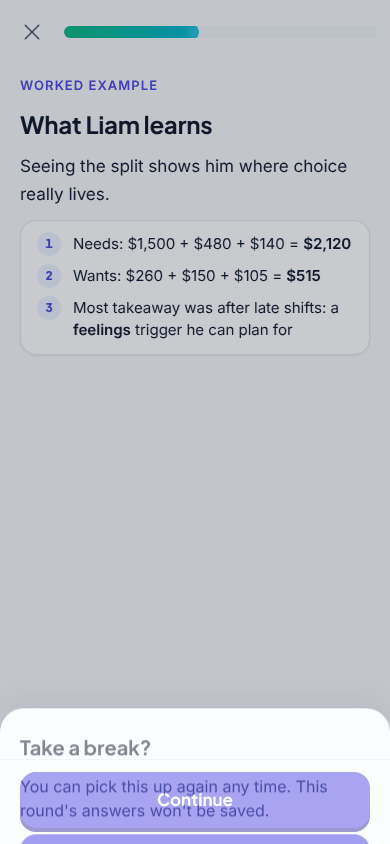 WORKED EXAMPLE
What Liam learns
Seeing the split shows him where choice
really lives.
1 Needs: $1,500 + $480 + $140 = $2,120
2 Wants: $260 + $150 + $105 = $515
3 Most takeaway was after late shifts: a
feelings trigger he can plan for
Take a break?
You can pick this up again any time. This
Continue
round's answers won't be saved.